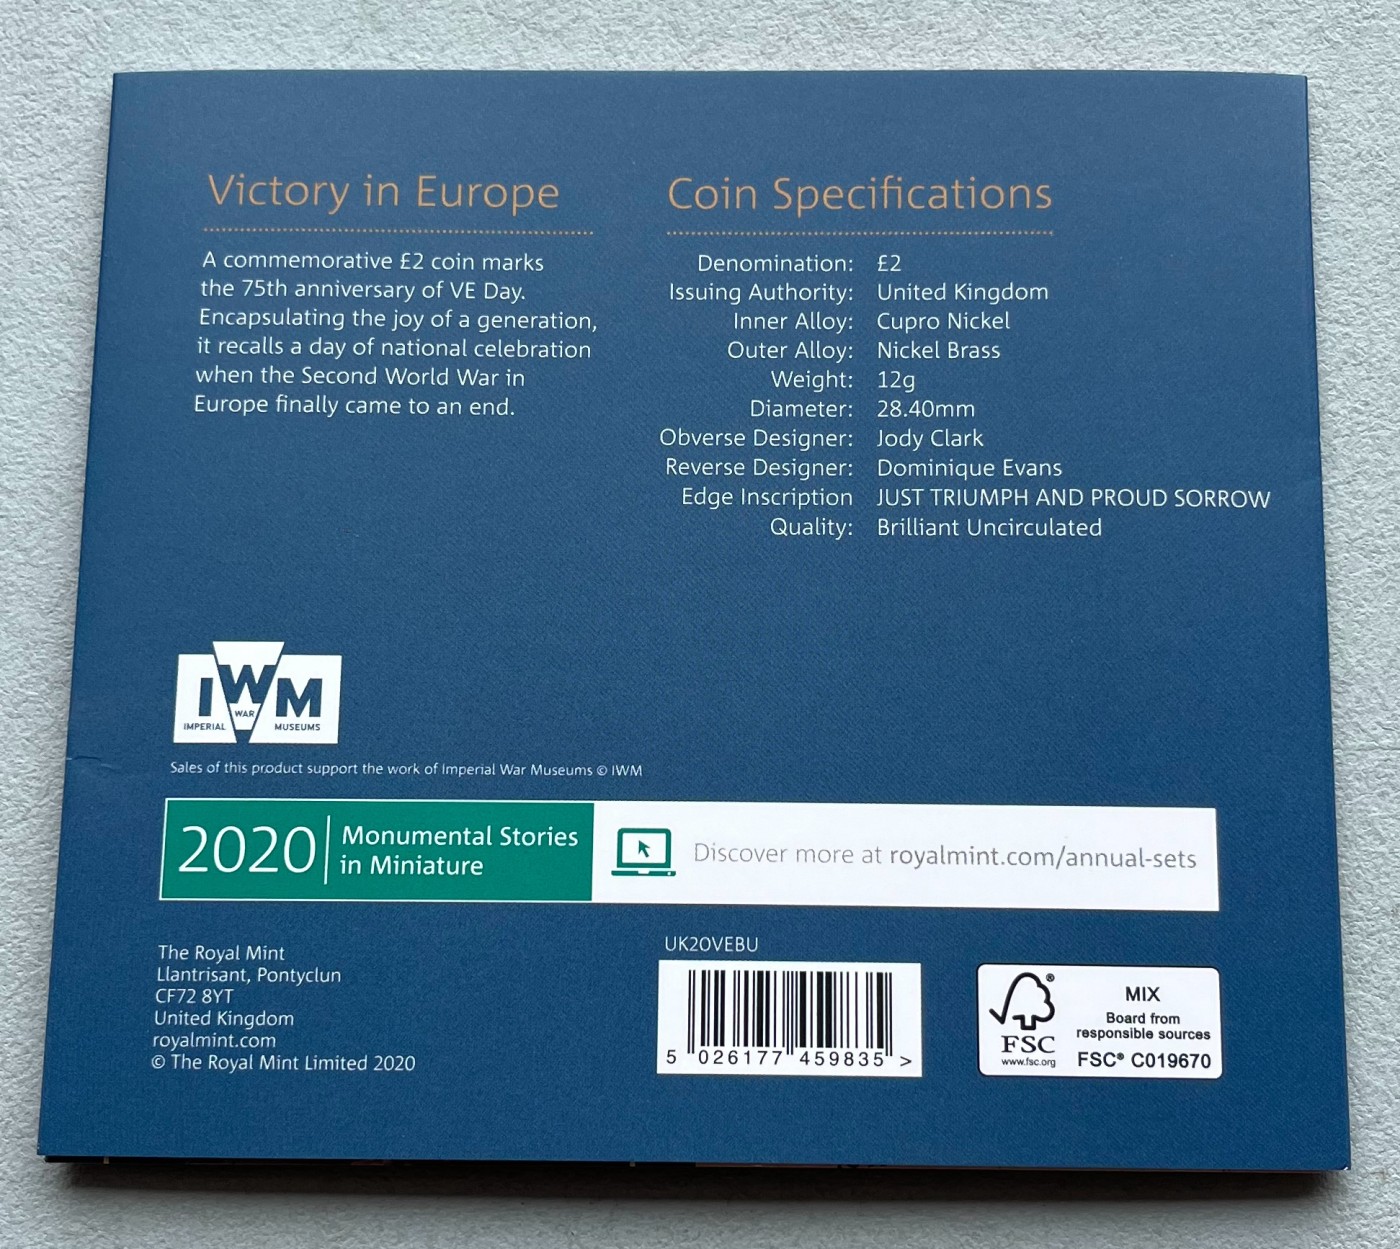 Victory in Europe
A commemorative £2 coin marks
the 75th anniversary of VE Day.
Encapsulating the joy of a generation,
it recalls a day of national celebration
when the Second World War in
Europe finally came to an end.
Coin Specifications
Denomination: £2
Issuing Authority: United Kingdom
Inner Alloy: Cupro Nickel
Outer Alloy: Nickel Brass
Weight: 12g
Diameter: 28.40mm
Obverse Designer: Jody Clark
Reverse Designer: Dominique Evans
Edge Inscription JUST TRIUMPH AND PROUD SORROW
Quality: Brilliant Uncirculated
IWM
IMPERIAL WAR MUSEUMS
Sales of this product support the work of Imperial War Museums © IWM
2020 Monumental Stories
in Miniature
Discover more at royalmint.com/annual-sets
The Royal Mint
Llantrisant, Pontyclun
CF72 8YT
United Kingdom
royalmint.com
© The Royal Mint Limited 2020
UK20VEBU
5 026177 459835 >
FSC®
www.fsc.org
MIX
Board from
responsible sources
FSC® C019670